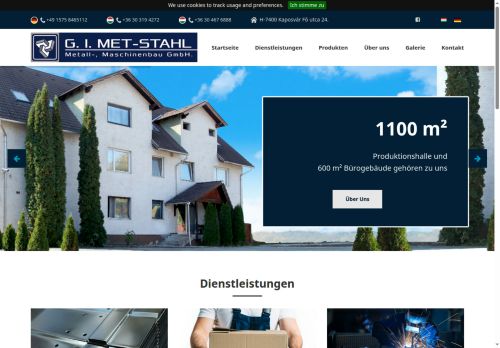 We use cookies to track usage and preferences. Ich stimme zu
+49 1575 8465112 +36 30 319 4272 +36 30 467 6888 H-7400 Kaposvár Fő utca 24.
G. I. MET-STAHL
Metall-, Maschinenbau GmbH.
Startseite Dienstleistungen Produkten Über uns Galerie Kontakt
1100 m²
Produktionshalle und
600 m² Bürogebäude gehören zu uns
Über Uns
Dienstleistungen